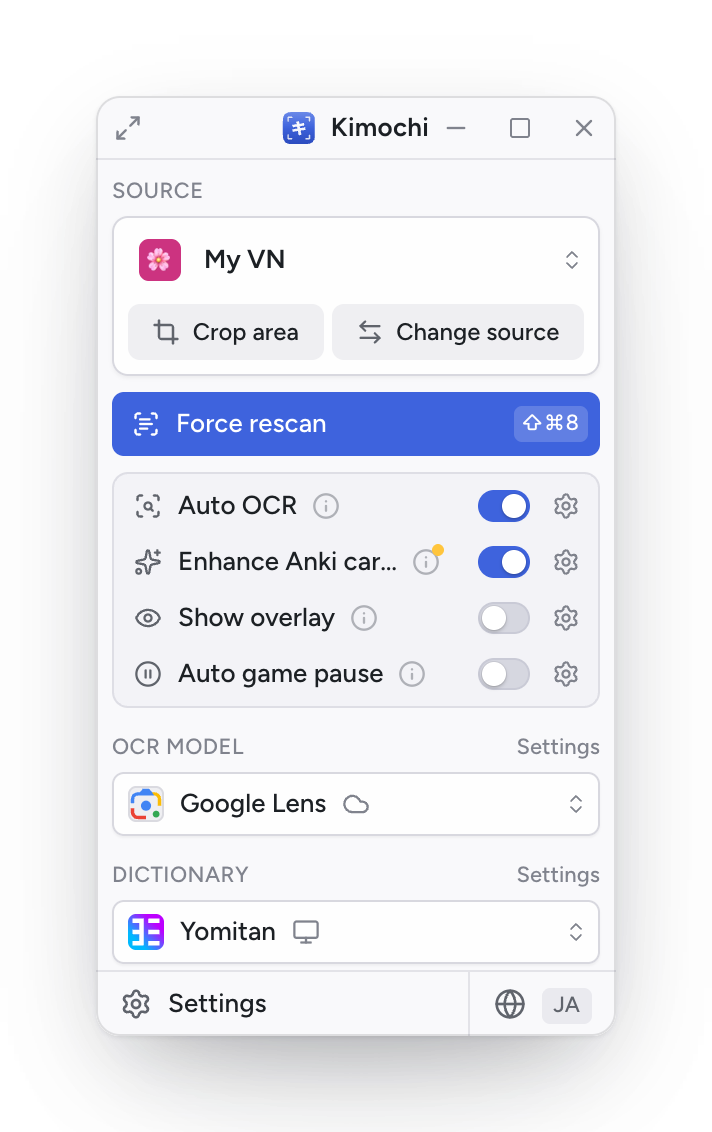 Kimochi
SOURCE
My VN
Crop area
Change source
Force rescan
⇧⌘8
Auto OCR
Enhance Anki car...
Show overlay
Auto game pause
OCR MODEL
Settings
Google Lens
DICTIONARY
Settings
Yomitan
Settings
JA